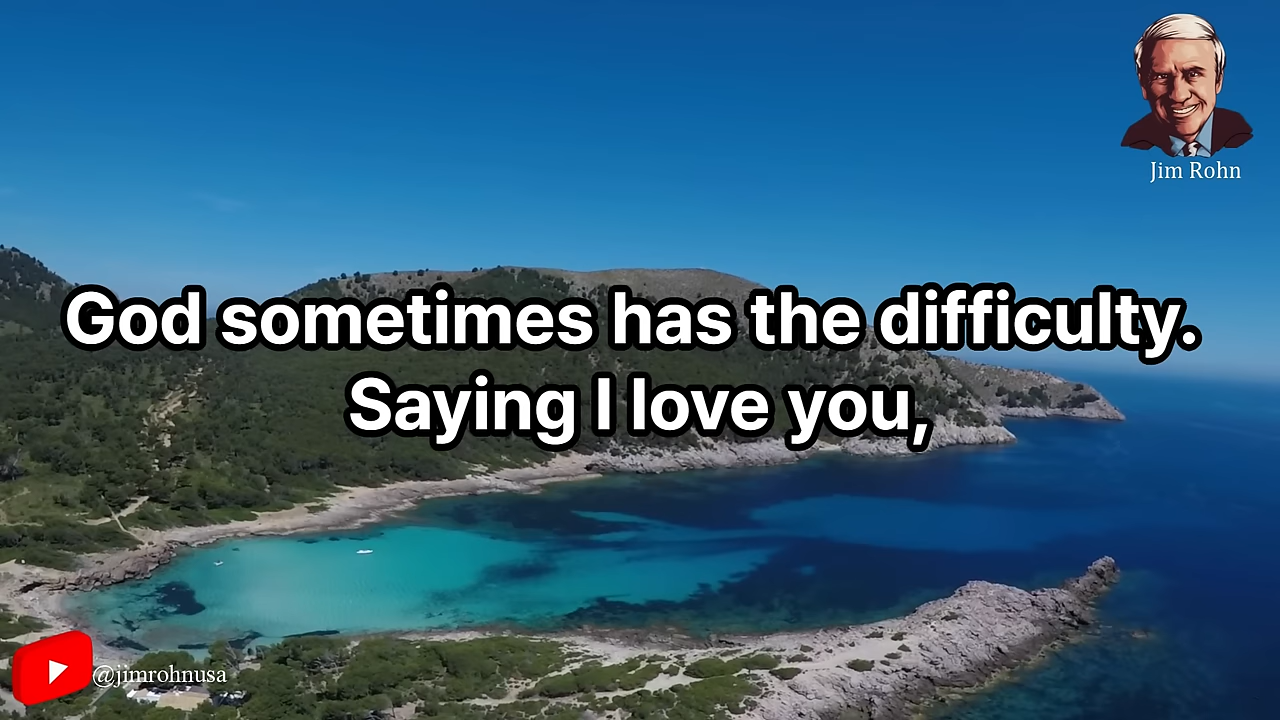 Jim Rohn
God sometimes has the difficulty.
Saying I love you,
@jimrohnusa